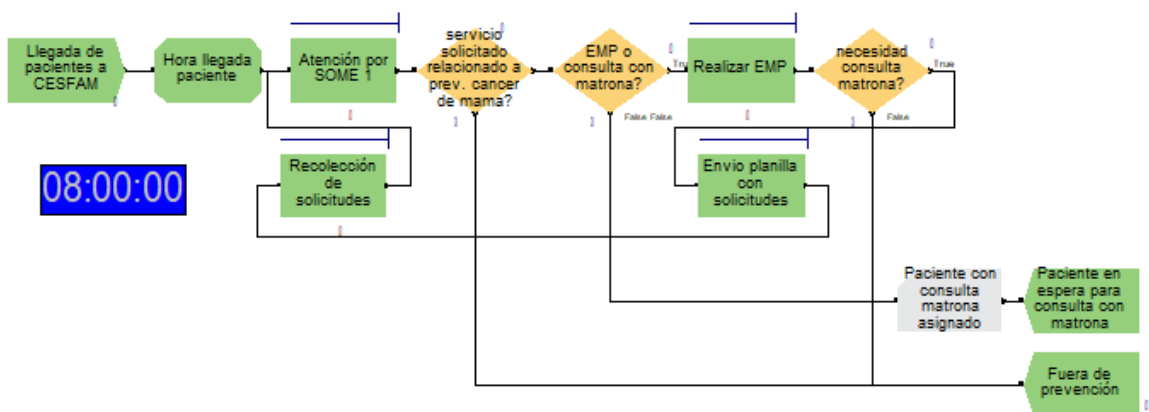 Llegada de
pacientes a
CESFAM
Hora llegada
paciente
Atención por
SOME 1
servicio
solicitado
relacionado a
prev. cancer
de mama?
EMP o
consulta con
matrona?
True
False False
Realizar EMP
necesidad
consulta
matrona?
True
False
08:00:00
Recolección
de
solicitudes
Envio planilla
con
solicitudes
Paciente con
consulta
matrona
asignado
Paciente en
espera para
consulta con
matrona
Fuera de
prevención